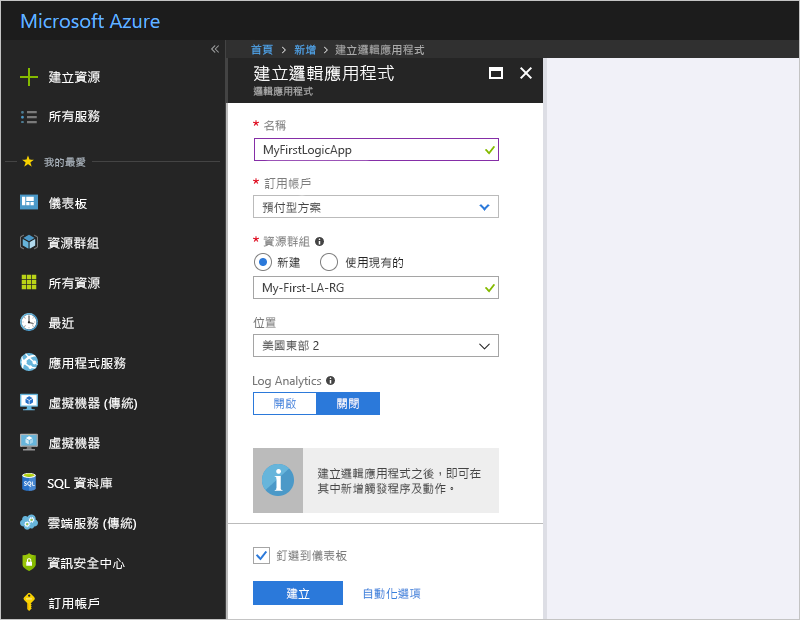 Microsoft Azure
«
首頁 > 新增 > 建立邏輯應用程式
建立資源
所有服務
我的最愛
儀表板
資源群組
所有資源
最近
應用程式服務
虛擬機器 (傳統)
虛擬機器
SQL 資料庫
雲端服務 (傳統)
資訊安全中心
訂用帳戶
建立邏輯應用程式
邏輯應用程式
* 名稱
MyFirstLogicApp
* 訂用帳戶
預付型方案
* 資源群組
新建 使用現有的
My-First-LA-RG
位置
美國東部 2
Log Analytics
開啟 關閉
建立邏輯應用程式之後，即可在
其中新增觸發程序及動作。
釘選到儀表板
建立 自動化選項